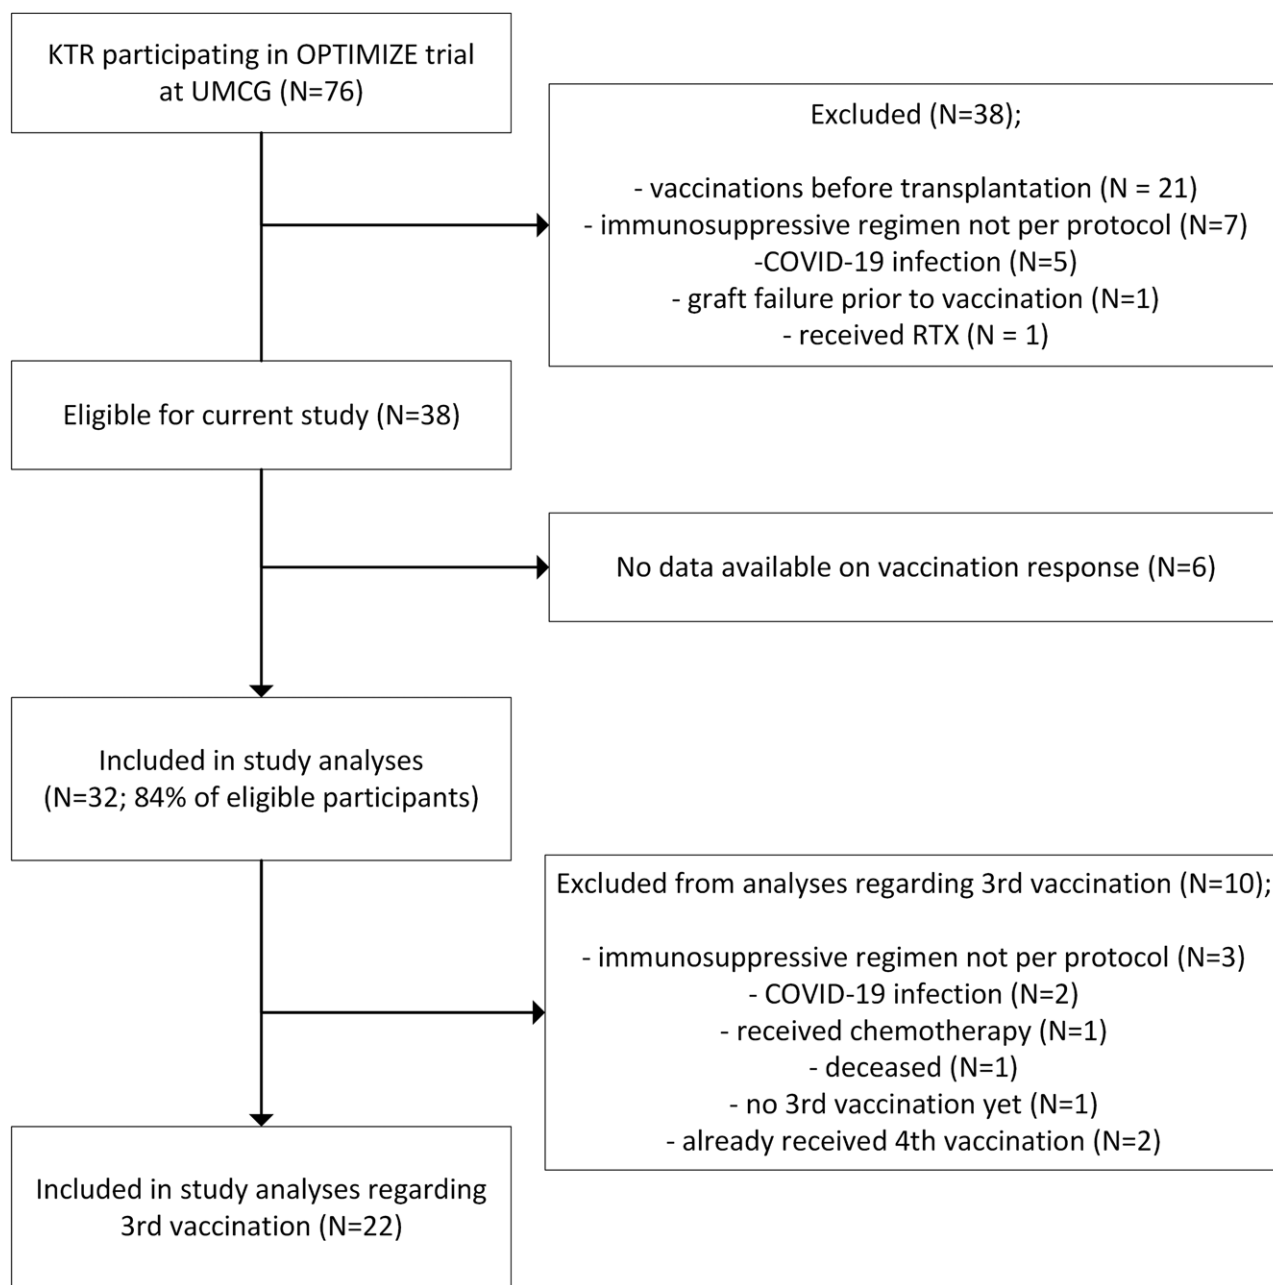 KTR participating in OPTIMIZE trial
at UMCG (N=76)
Excluded (N=38);
- vaccinations before transplantation (N = 21)
- immunosuppressive regimen not per protocol (N=7)
-COVID-19 infection (N=5)
- graft failure prior to vaccination (N=1)
- received RTX (N = 1)
Eligible for current study (N=38)
No data available on vaccination response (N=6)
Included in study analyses
(N=32; 84% of eligible participants)
Excluded from analyses regarding 3rd vaccination (N=10);
- immunosuppressive regimen not per protocol (N=3)
- COVID-19 infection (N=2)
- received chemotherapy (N=1)
- deceased (N=1)
- no 3rd vaccination yet (N=1)
- already received 4th vaccination (N=2)
Included in study analyses regarding
3rd vaccination (N=22)